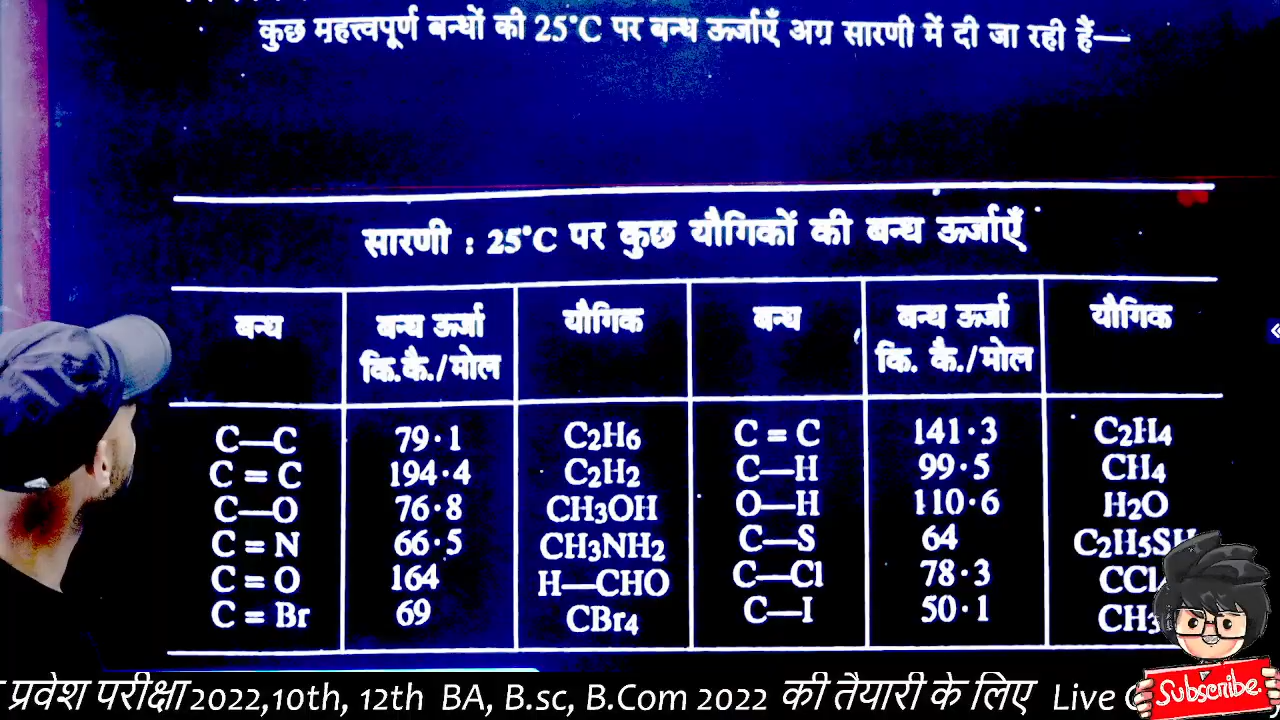 कुछ महत्त्वपूर्ण बन्धों की 25°C पर बन्ध ऊर्जाएँ अग्र सारणी में दी जा रही हैं—
सारणी : 25°C पर कुछ यौगिकों की बन्ध ऊर्जाएँ
बन्ध बन्ध ऊर्जा कि.कै./मोल यौगिक बन्ध बन्ध ऊर्जा कि. कै./मोल यौगिक
C—C 79·1 C2H6 C = C 141·3 C2H4
C = C 194·4 C2H2 C—H 99·5 CH4
C—O 76·8 CH3OH O—H 110·6 H2O
C = N 66·5 CH3NH2 C—S 64
C = O 164 H—CHO C—Cl 78·3
C = Br 69 CBr4 C—I 50·1
प्रवेश परीक्षा 2022,10th, 12th BA, B.sc, B.Com 2022 की तैयारी के लिए Live
Subscribe